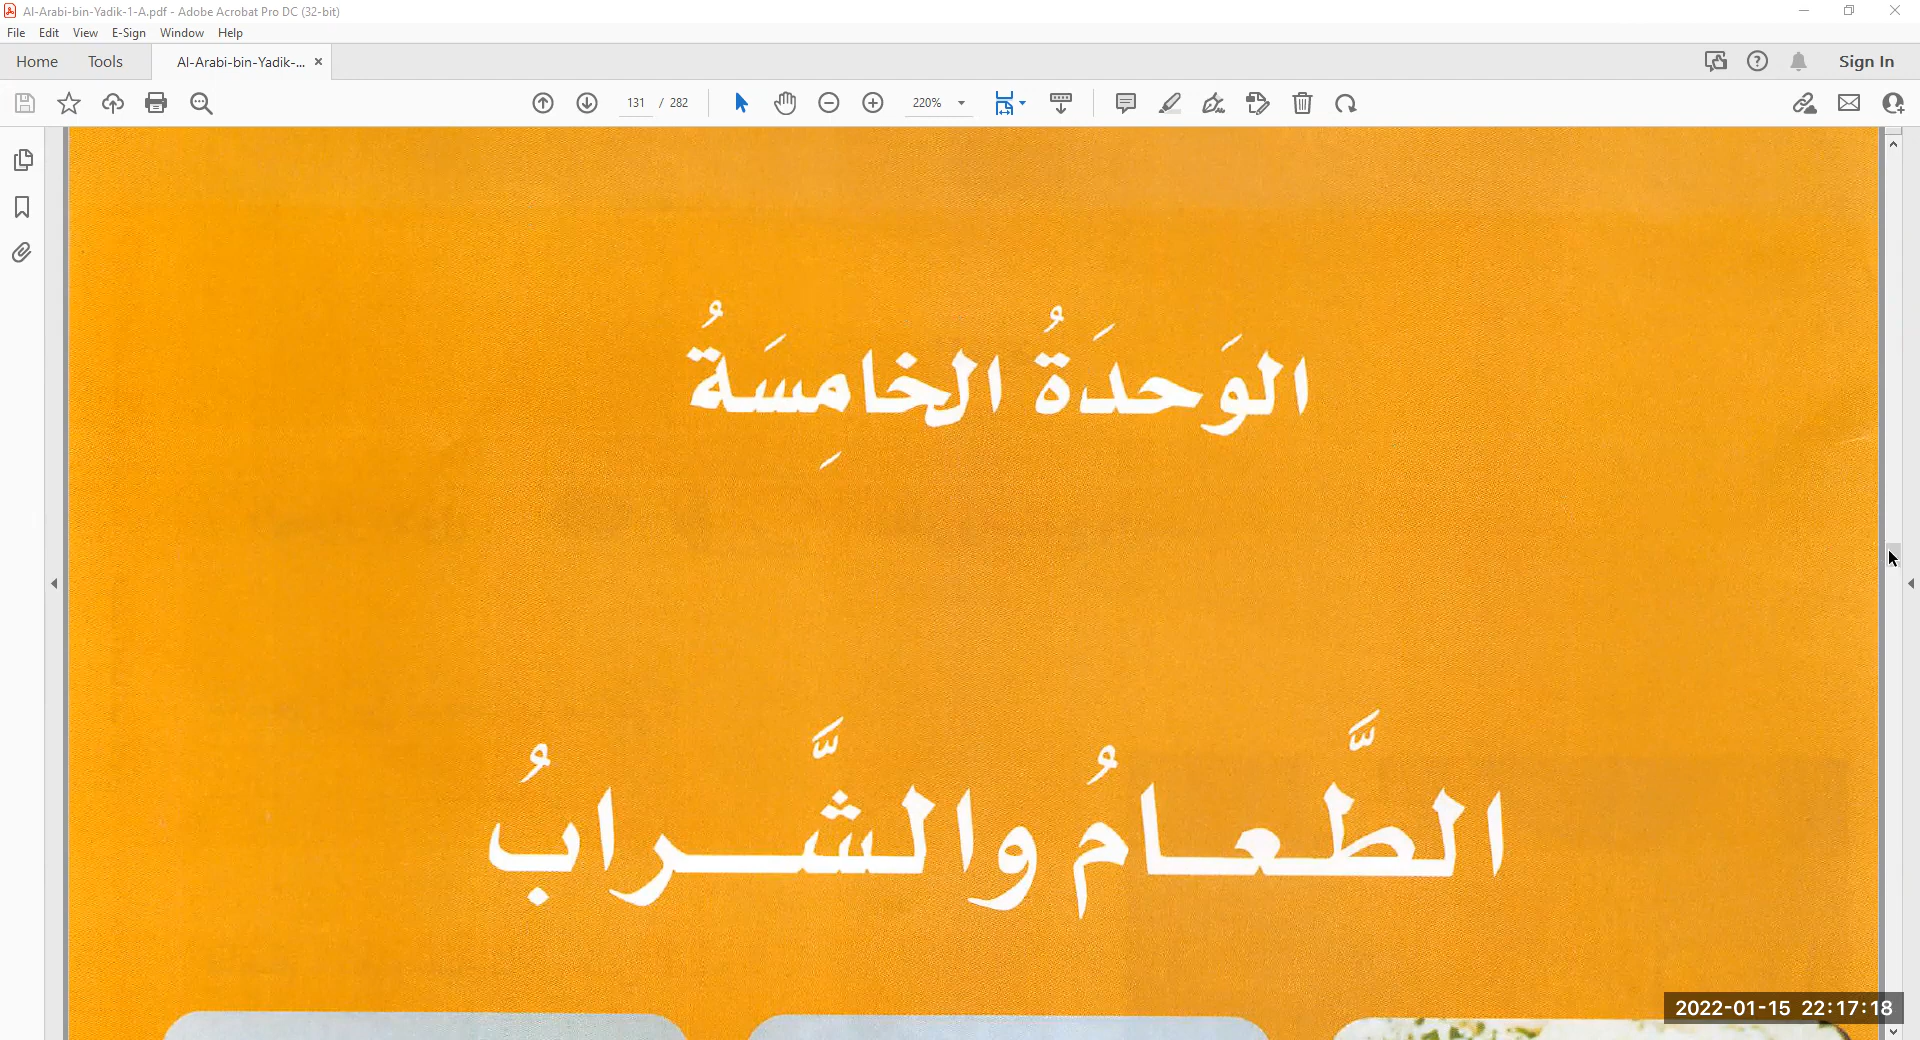 Al-Arabi-bin-Yadik-1-A.pdf - Adobe Acrobat Pro DC (32-bit)
File Edit View E-Sign Window Help
Home Tools Al-Arabi-bin-Yadik-... × Sign In
131 / 282 220%
الوَحدَةُ الخامِسَةُ
الطَّعــامُ والشَّــرابُ
2022-01-15 22:17:18